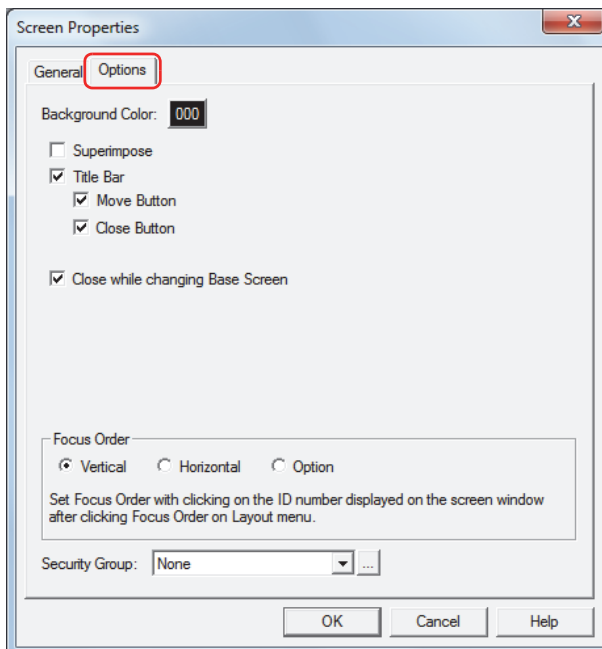 Screen Properties
General Options
Background Color: 000
Superimpose
Title Bar
Move Button
Close Button
Close while changing Base Screen
Focus Order
Vertical Horizontal Option
Set Focus Order with clicking on the ID number displayed on the screen window
after clicking Focus Order on Layout menu.
Security Group: None ...
OK Cancel Help